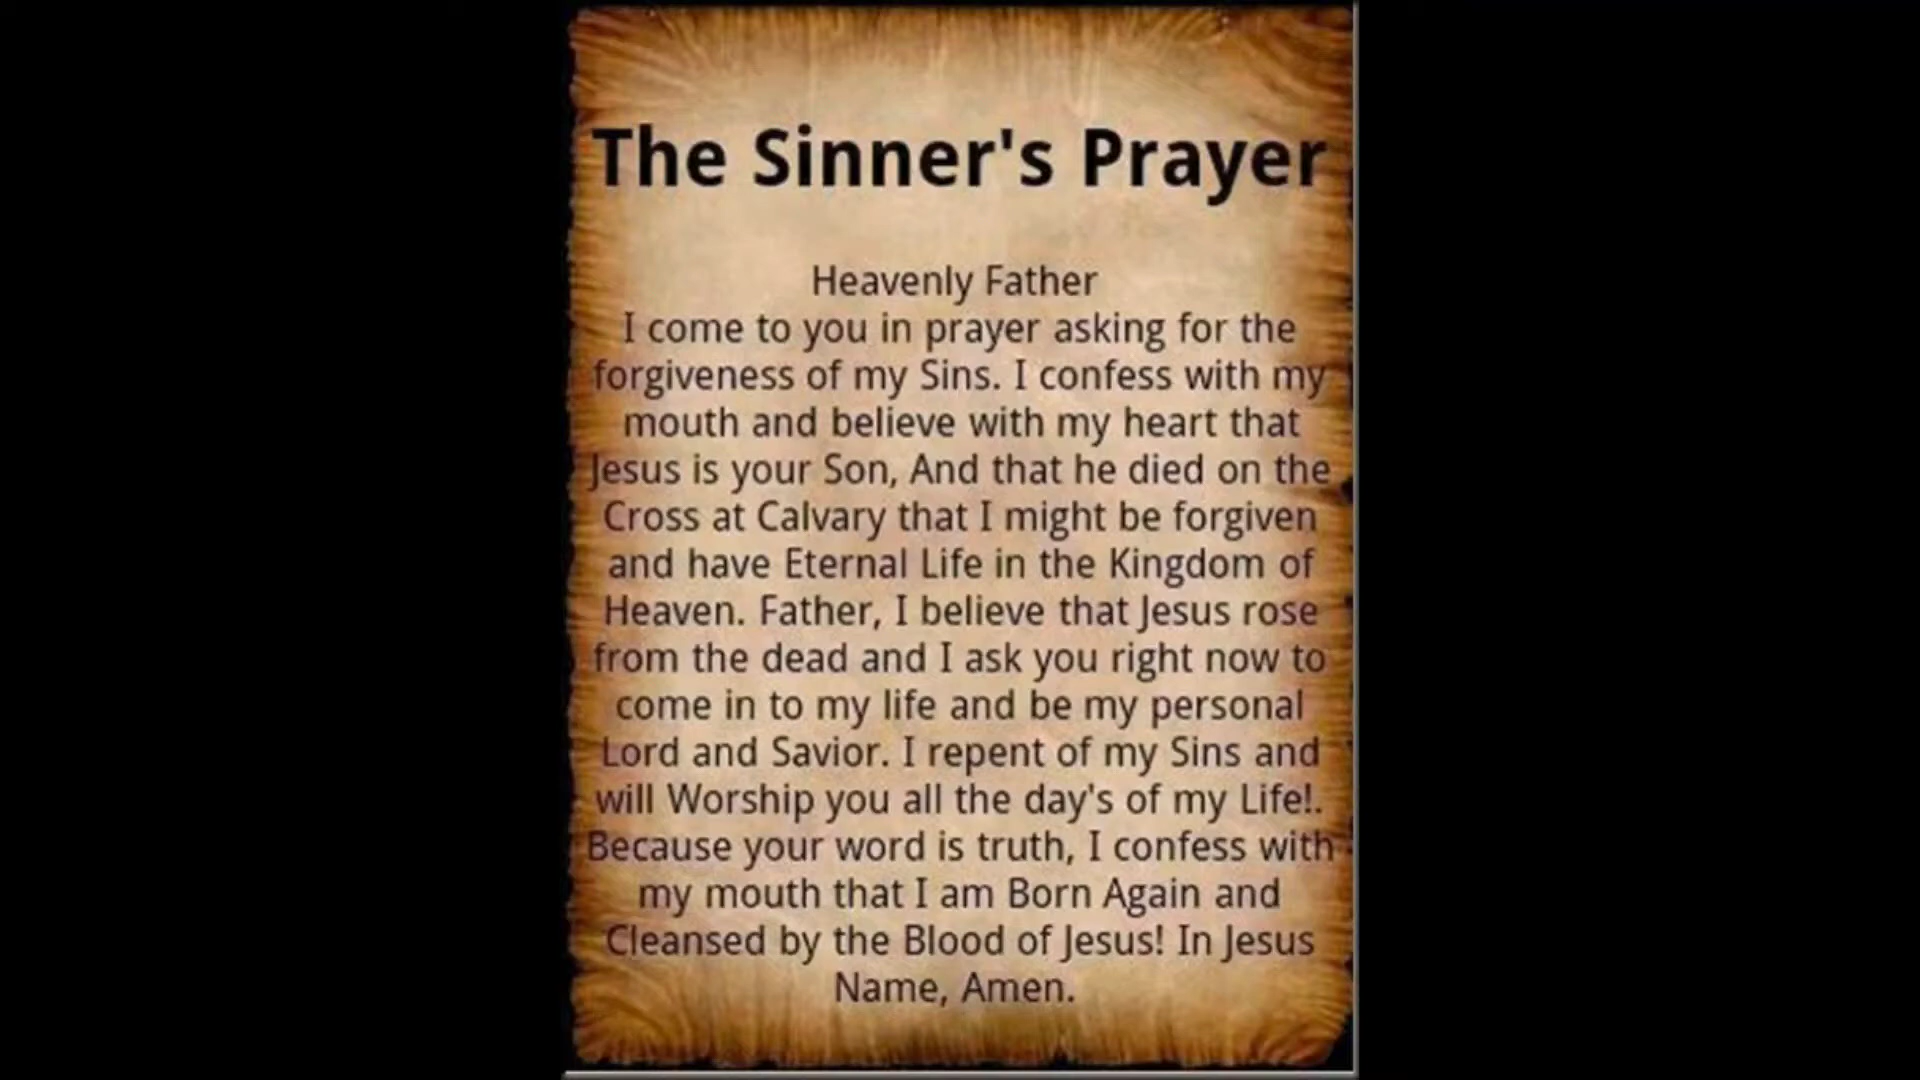 The Sinner's Prayer
Heavenly Father
I come to you in prayer asking for the
forgiveness of my Sins. I confess with my
mouth and believe with my heart that
Jesus is your Son, And that he died on the
Cross at Calvary that I might be forgiven
and have Eternal Life in the Kingdom of
Heaven. Father, I believe that Jesus rose
from the dead and I ask you right now to
come in to my life and be my personal
Lord and Savior. I repent of my Sins and
will Worship you all the day's of my Life!.
Because your word is truth, I confess with
my mouth that I am Born Again and
Cleansed by the Blood of Jesus! In Jesus
Name, Amen.